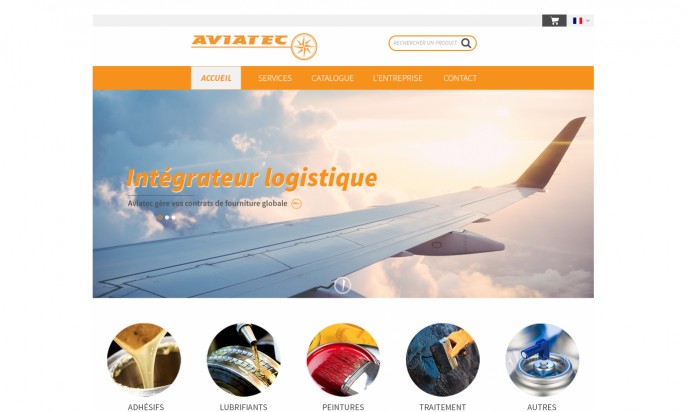 AVIATEC
RECHERCHER UN PRODUIT
ACCUEIL SERVICES CATALOGUE L'ENTREPRISE CONTACT
Intégrateur logistique
Aviatec gère vos contrats de fourniture globale
ADHÉSIFS LUBRIFIANTS PEINTURES TRAITEMENT AUTRES